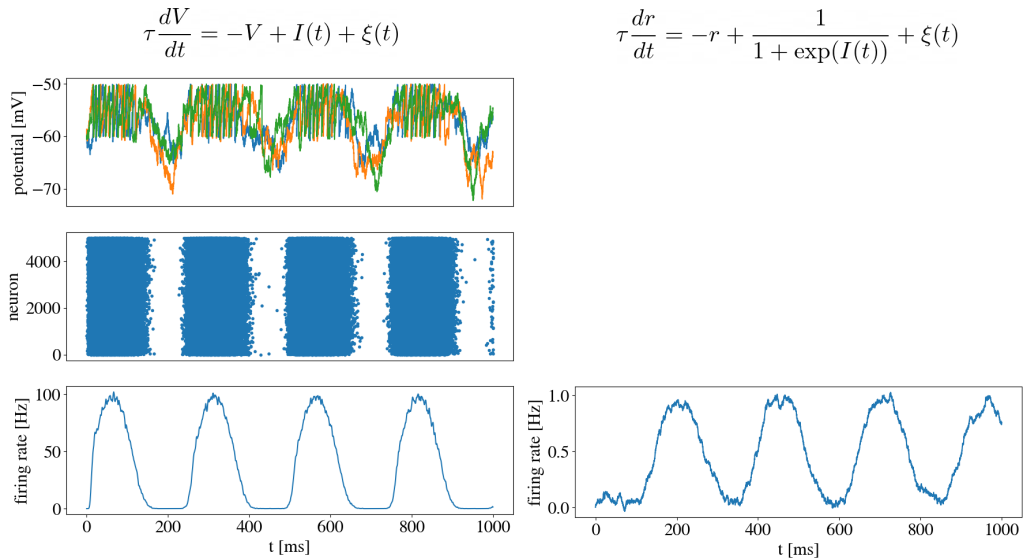 τ dV/dt = −V + I(t) + ξ(t)
τ dr/dt = −r + 1/(1 + exp(I(t))) + ξ(t)
potential [mV]
−50
−60
−70
neuron
4000
2000
0
firing rate [Hz]
100
50
0
0 200 400 600 800 1000
t [ms]
firing rate [Hz]
1.0
0.5
0.0
0 200 400 600 800 1000
t [ms]